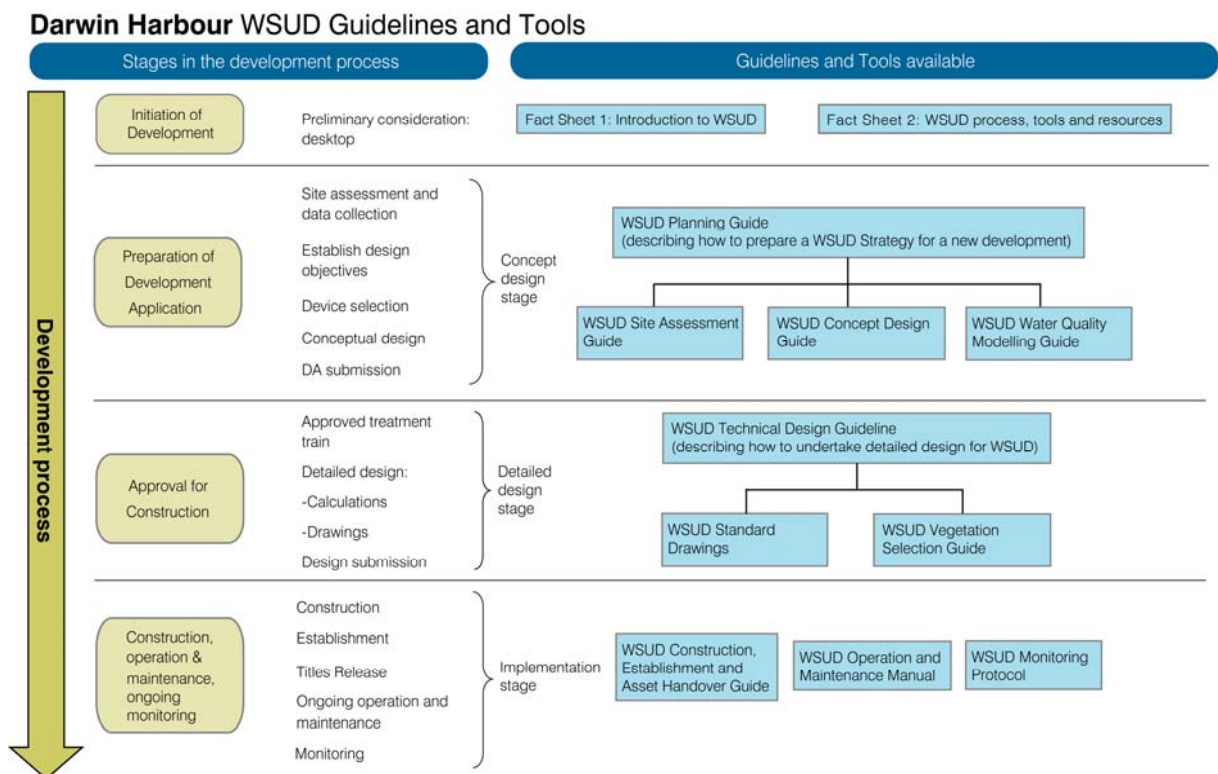 Darwin Harbour WSUD Guidelines and Tools
Stages in the development process
Guidelines and Tools available
Development process
Initiation of
Development
Preliminary consideration:
desktop
Fact Sheet 1: Introduction to WSUD
Fact Sheet 2: WSUD process, tools and resources
Preparation of
Development
Application
Site assessment and
data collection
Establish design
objectives
Device selection
Conceptual design
DA submission
Concept
design
stage
WSUD Planning Guide
(describing how to prepare a WSUD Strategy for a new development)
WSUD Site Assessment
Guide
WSUD Concept Design
Guide
WSUD Water Quality
Modelling Guide
Approval for
Construction
Approved treatment
train
Detailed design:
-Calculations
-Drawings
Design submission
Detailed
design
stage
WSUD Technical Design Guideline
(describing how to undertake detailed design for WSUD)
WSUD Standard
Drawings
WSUD Vegetation
Selection Guide
Construction,
operation &
maintenance,
ongoing
monitoring
Construction
Establishment
Titles Release
Ongoing operation and
maintenance
Monitoring
Implementation
stage
WSUD Construction,
Establishment and
Asset Handover Guide
WSUD Operation and
Maintenance Manual
WSUD Monitoring
Protocol